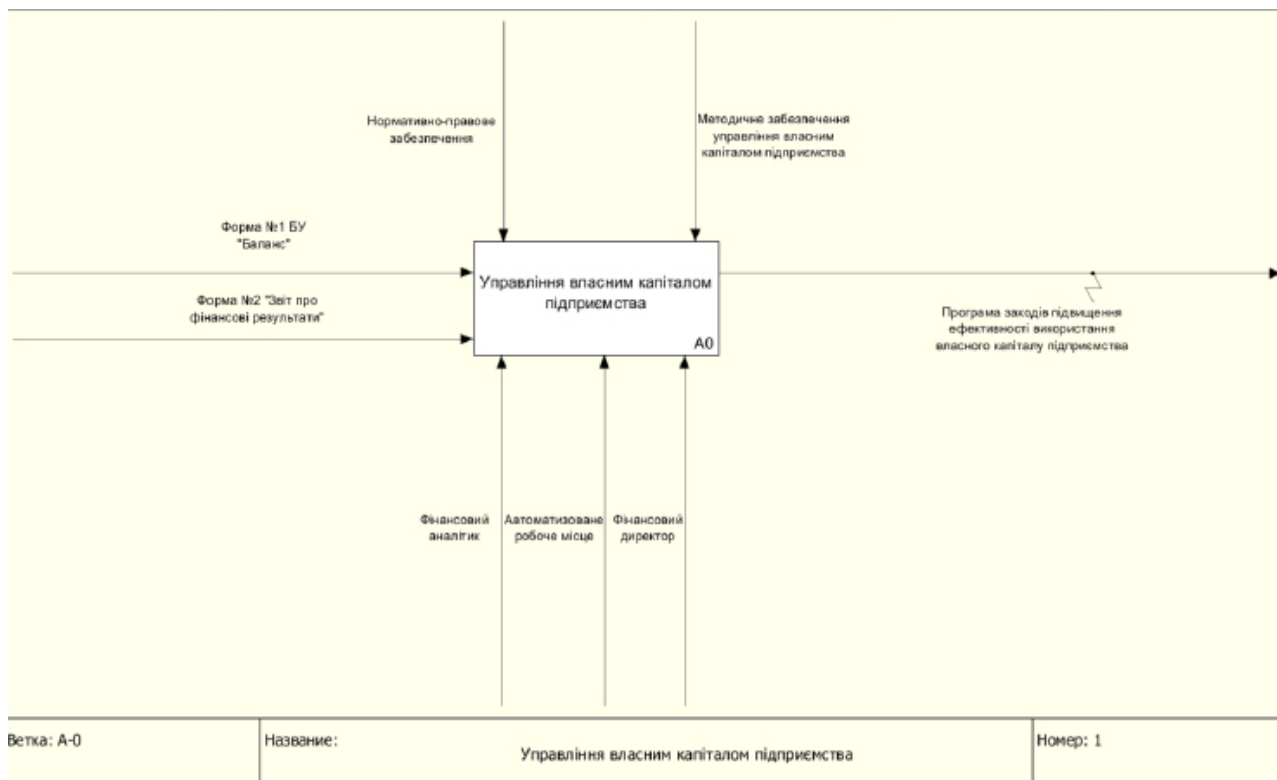 Нормативно-правове
забезпечення
Методичне забезпечення
управління власним
капіталом підприємства
Форма №1 БУ
"Баланс"
Форма №2 "Звіт про
фінансові результати"
Управління власним капіталом
підприємства
A0
Програма заходів підвищення
ефективності використання
власного капіталу підприємства
Фінансовий
аналітик
Автоматизоване
робоче місце
Фінансовий
директор
Ветка: A-0
Название:
Управління власним капіталом підприємства
Номер: 1